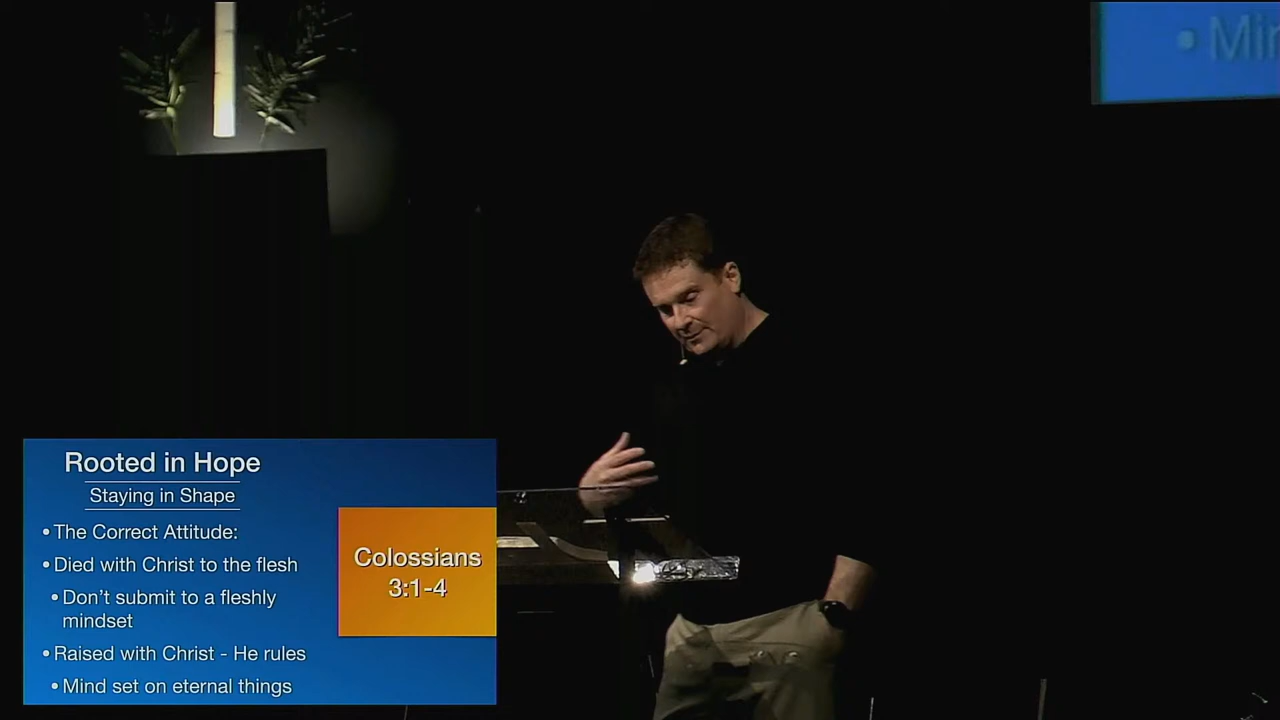 Rooted in Hope
Staying in Shape
• The Correct Attitude:
• Died with Christ to the flesh
• Don't submit to a fleshly
mindset
• Raised with Christ - He rules
• Mind set on eternal things
Colossians
3:1-4